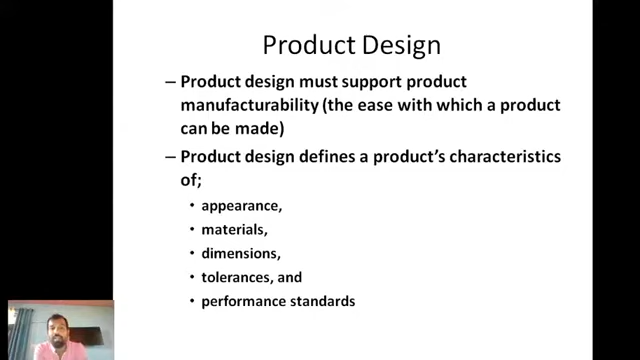 Product Design
– Product design must support product
manufacturability (the ease with which a product
can be made)
– Product design defines a product's characteristics
of;
• appearance,
• materials,
• dimensions,
• tolerances, and
• performance standards